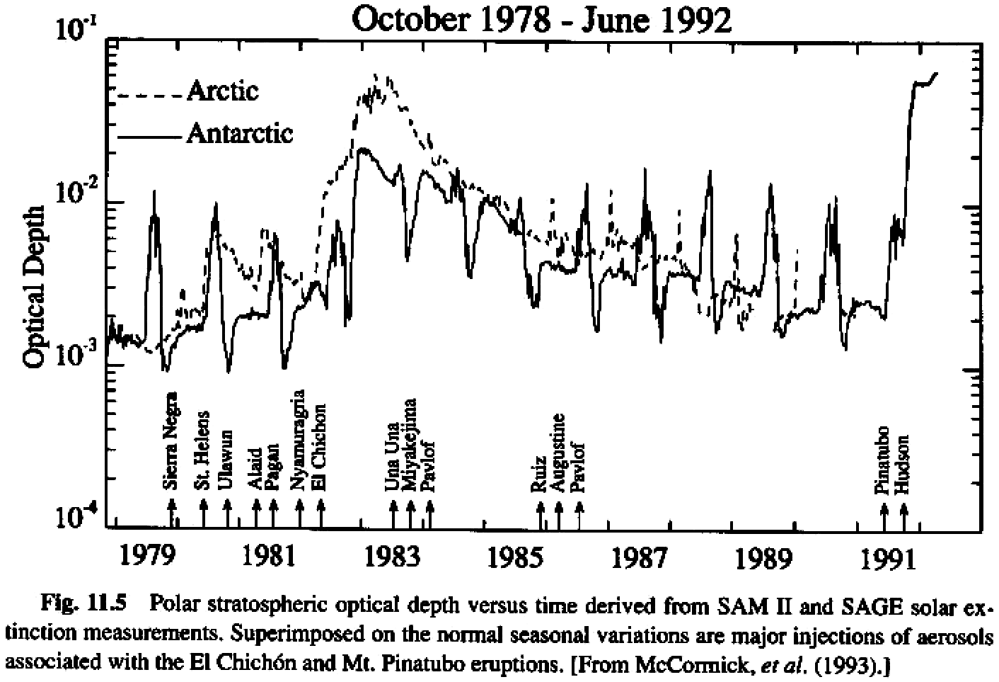 October 1978 - June 1992
10-1
Arctic
Antarctic
10-2
Optical Depth
10-3
10-4
Sierra Negra
St. Helens
Ulawun
Alaid
Pagan
Nyamuragria
El Chichon
Una Una
Miyakejima
Pavlof
Ruiz
Augustine
Pavlof
Pinatubo
Hudson
1979 1981 1983 1985 1987 1989 1991
Fig. 11.5 Polar stratospheric optical depth versus time derived from SAM II and SAGE solar ex-
tinction measurements. Superimposed on the normal seasonal variations are major injections of aerosols
associated with the El Chichón and Mt. Pinatubo eruptions. [From McCormick, et al. (1993).]